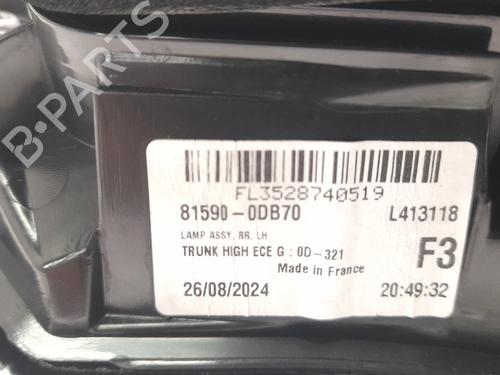 B-PARTS
FL3528740519
81590-0DB70 L413118
LAMP ASSY, RR, LH
TRUNK HIGH ECE G : 0D-321 F3
Made in France
26/08/2024 20:49:32